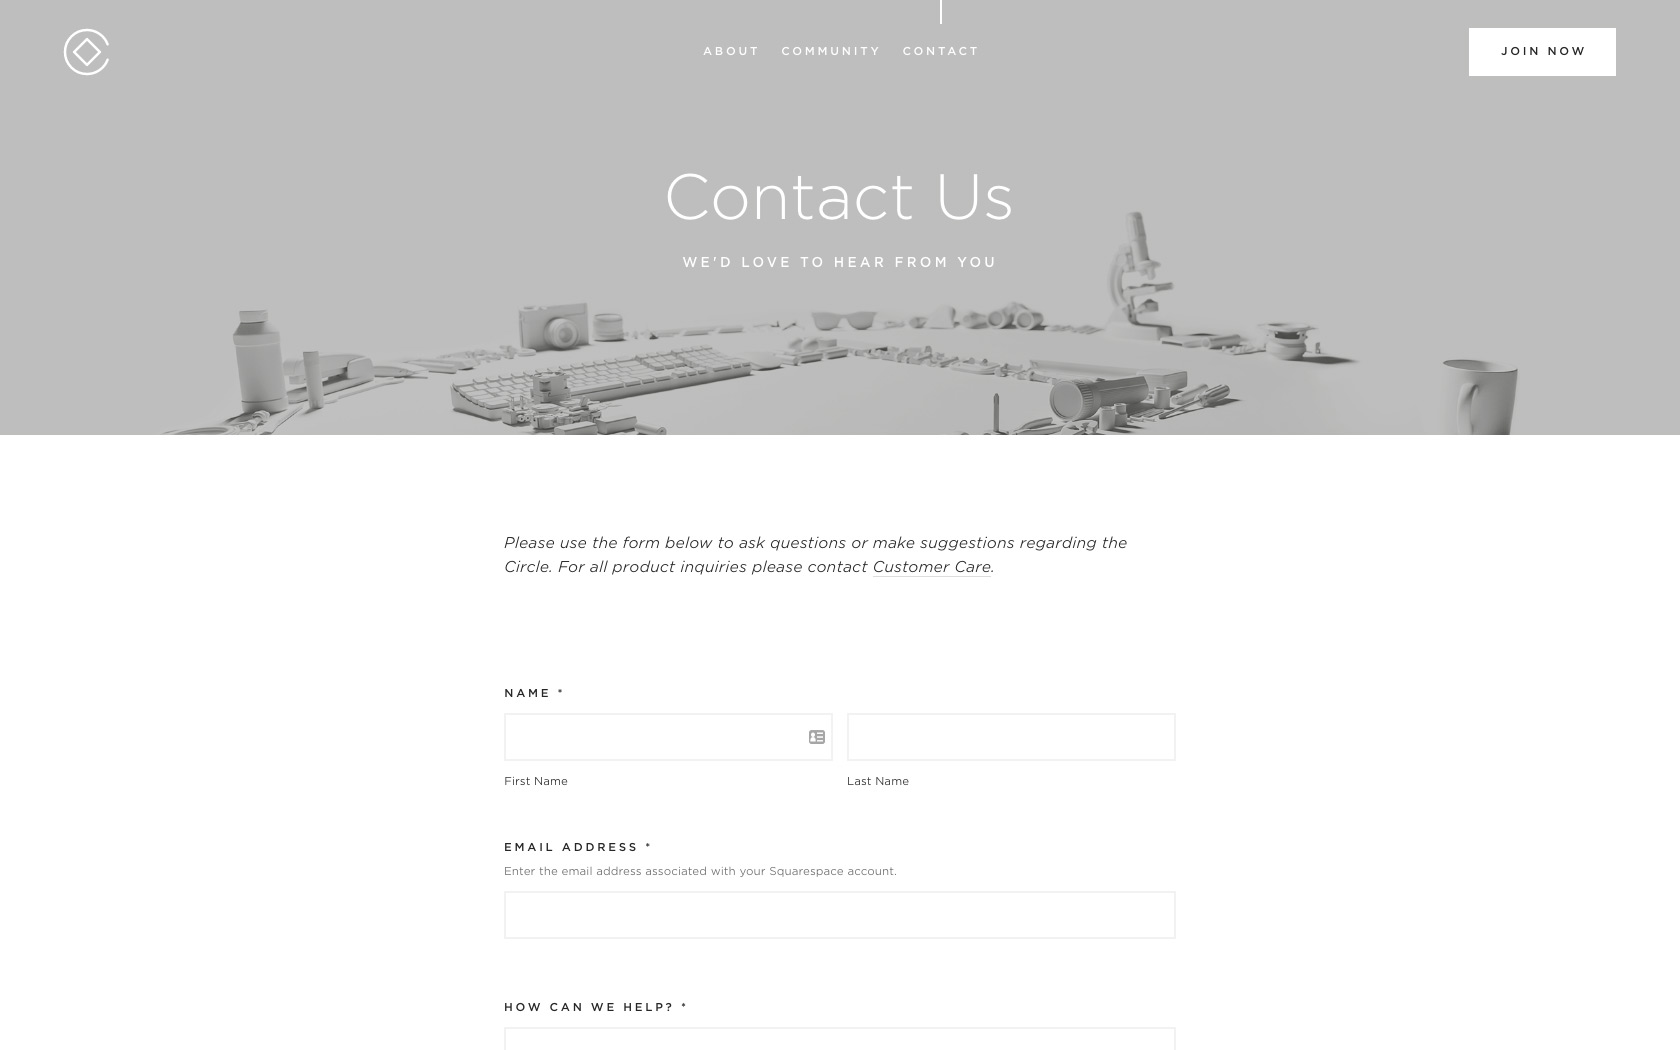 ABOUT COMMUNITY CONTACT
JOIN NOW
Contact Us
WE'D LOVE TO HEAR FROM YOU
Please use the form below to ask questions or make suggestions regarding the
Circle. For all product inquiries please contact Customer Care.
NAME *
First Name
Last Name
EMAIL ADDRESS *
Enter the email address associated with your Squarespace account.
HOW CAN WE HELP? *